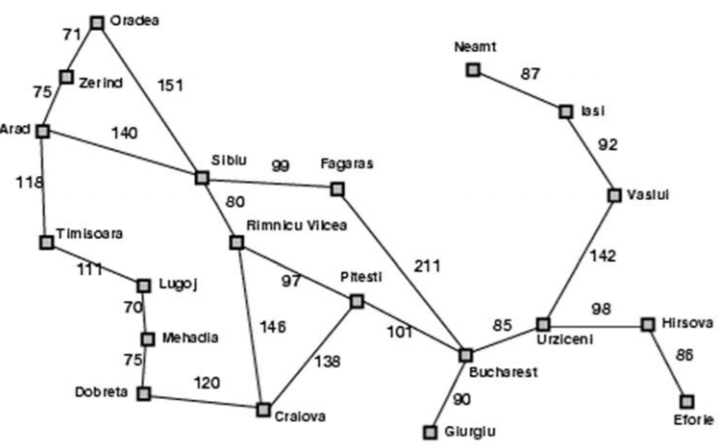 Oradea
71
Neamt
87
Zerind
151
75
Iasi
Arad
140
92
Sibiu
99
Fagaras
118
80
Vaslui
Timisoara
Rimnicu Vilcea
142
111
97
Pitesti
211
Lugoj
70
98
146
101
85
Hirsova
Mehadia
Urziceni
138
86
75
Bucharest
Dobreta
120
90
Craiova
Eforie
Giurgiu